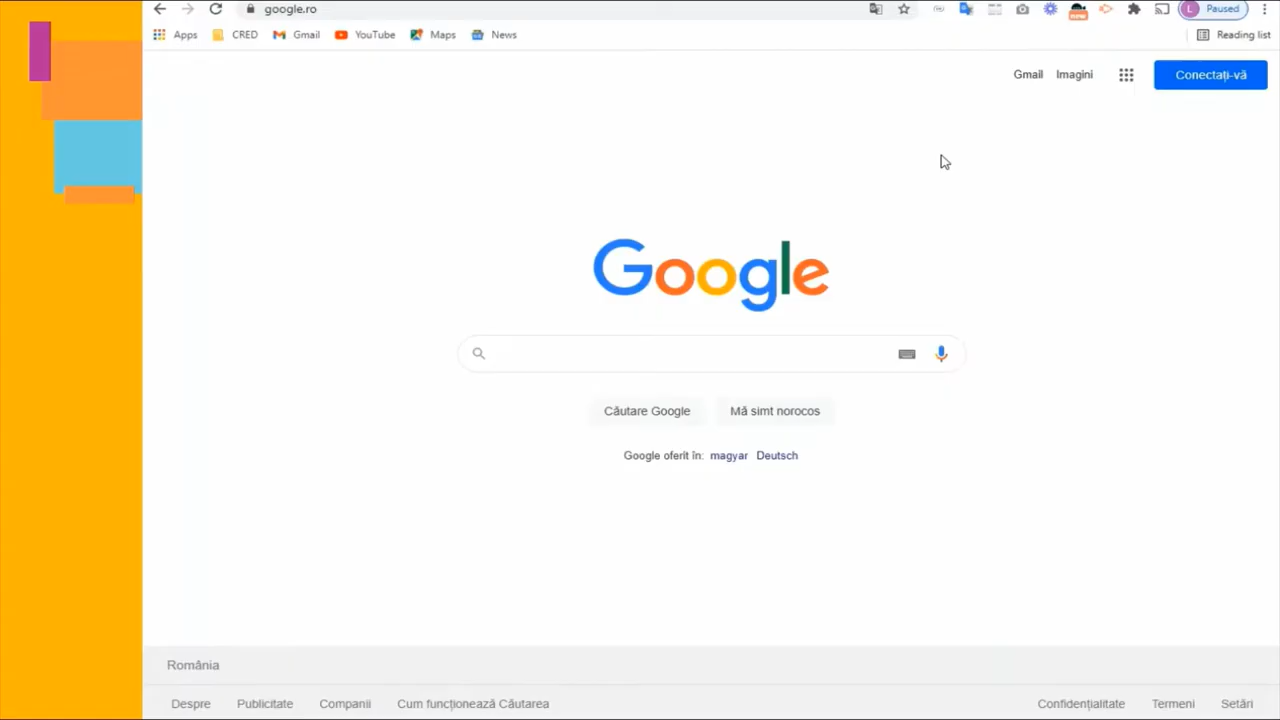 google.ro
new
L Paused
Apps CRED Gmail YouTube Maps News Reading list
Gmail Imagini Conectați-vă
Google
Căutare Google Mă simt norocos
Google oferit în: magyar Deutsch
România
Despre Publicitate Companii Cum funcționează Căutarea Confidențialitate Termeni Setări